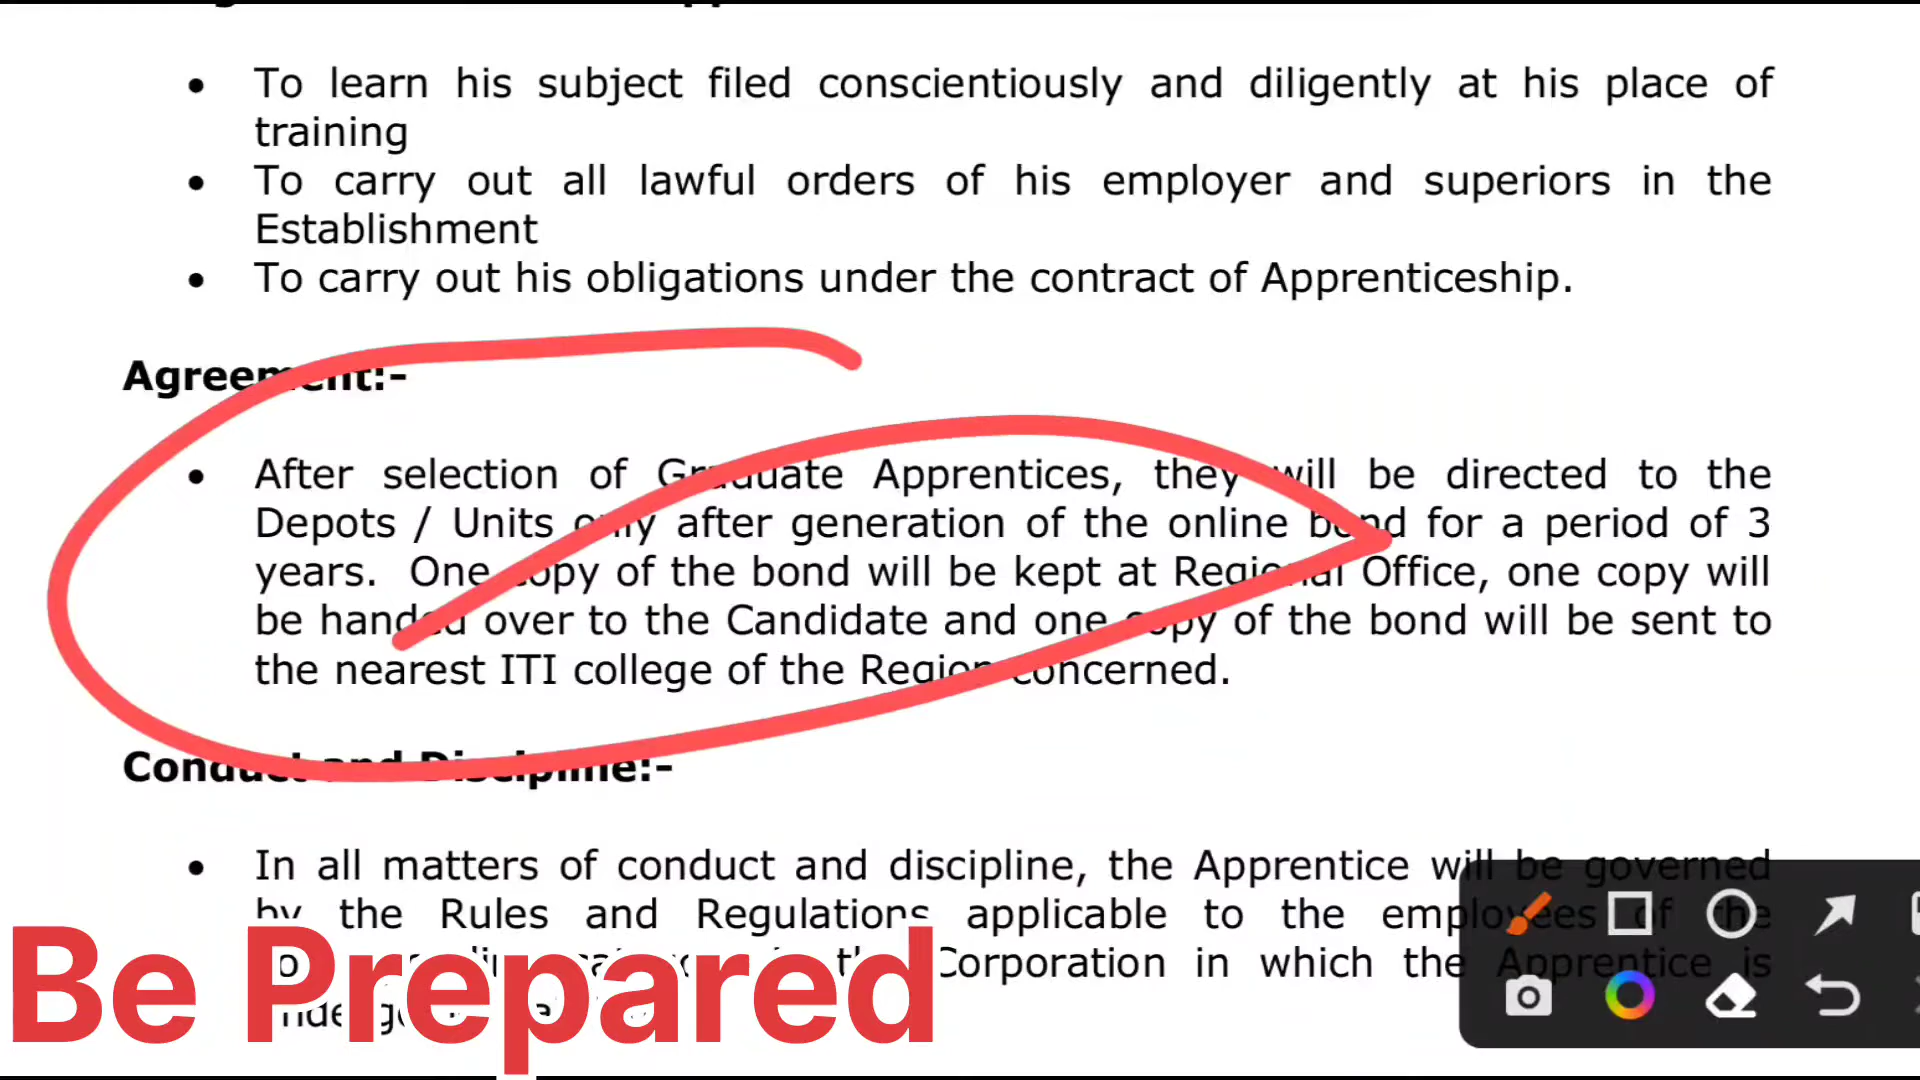 To learn his subject filed conscientiously and diligently at his place of
training
To carry out all lawful orders of his employer and superiors in the
Establishment
To carry out his obligations under the contract of Apprenticeship.
Agreement:-
After selection of Graduate Apprentices, they will be directed to the
Depots / Units only after generation of the online bond for a period of 3
years. One copy of the bond will be kept at Regional Office, one copy will
be handed over to the Candidate and one copy of the bond will be sent to
the nearest ITI college of the Region concerned.
Conduct and Discipline:-
In all matters of conduct and discipline, the Apprentice will be governed
by the Rules and Regulations applicable to the employees of the
Corporation in which the Apprentice is
Be Prepared